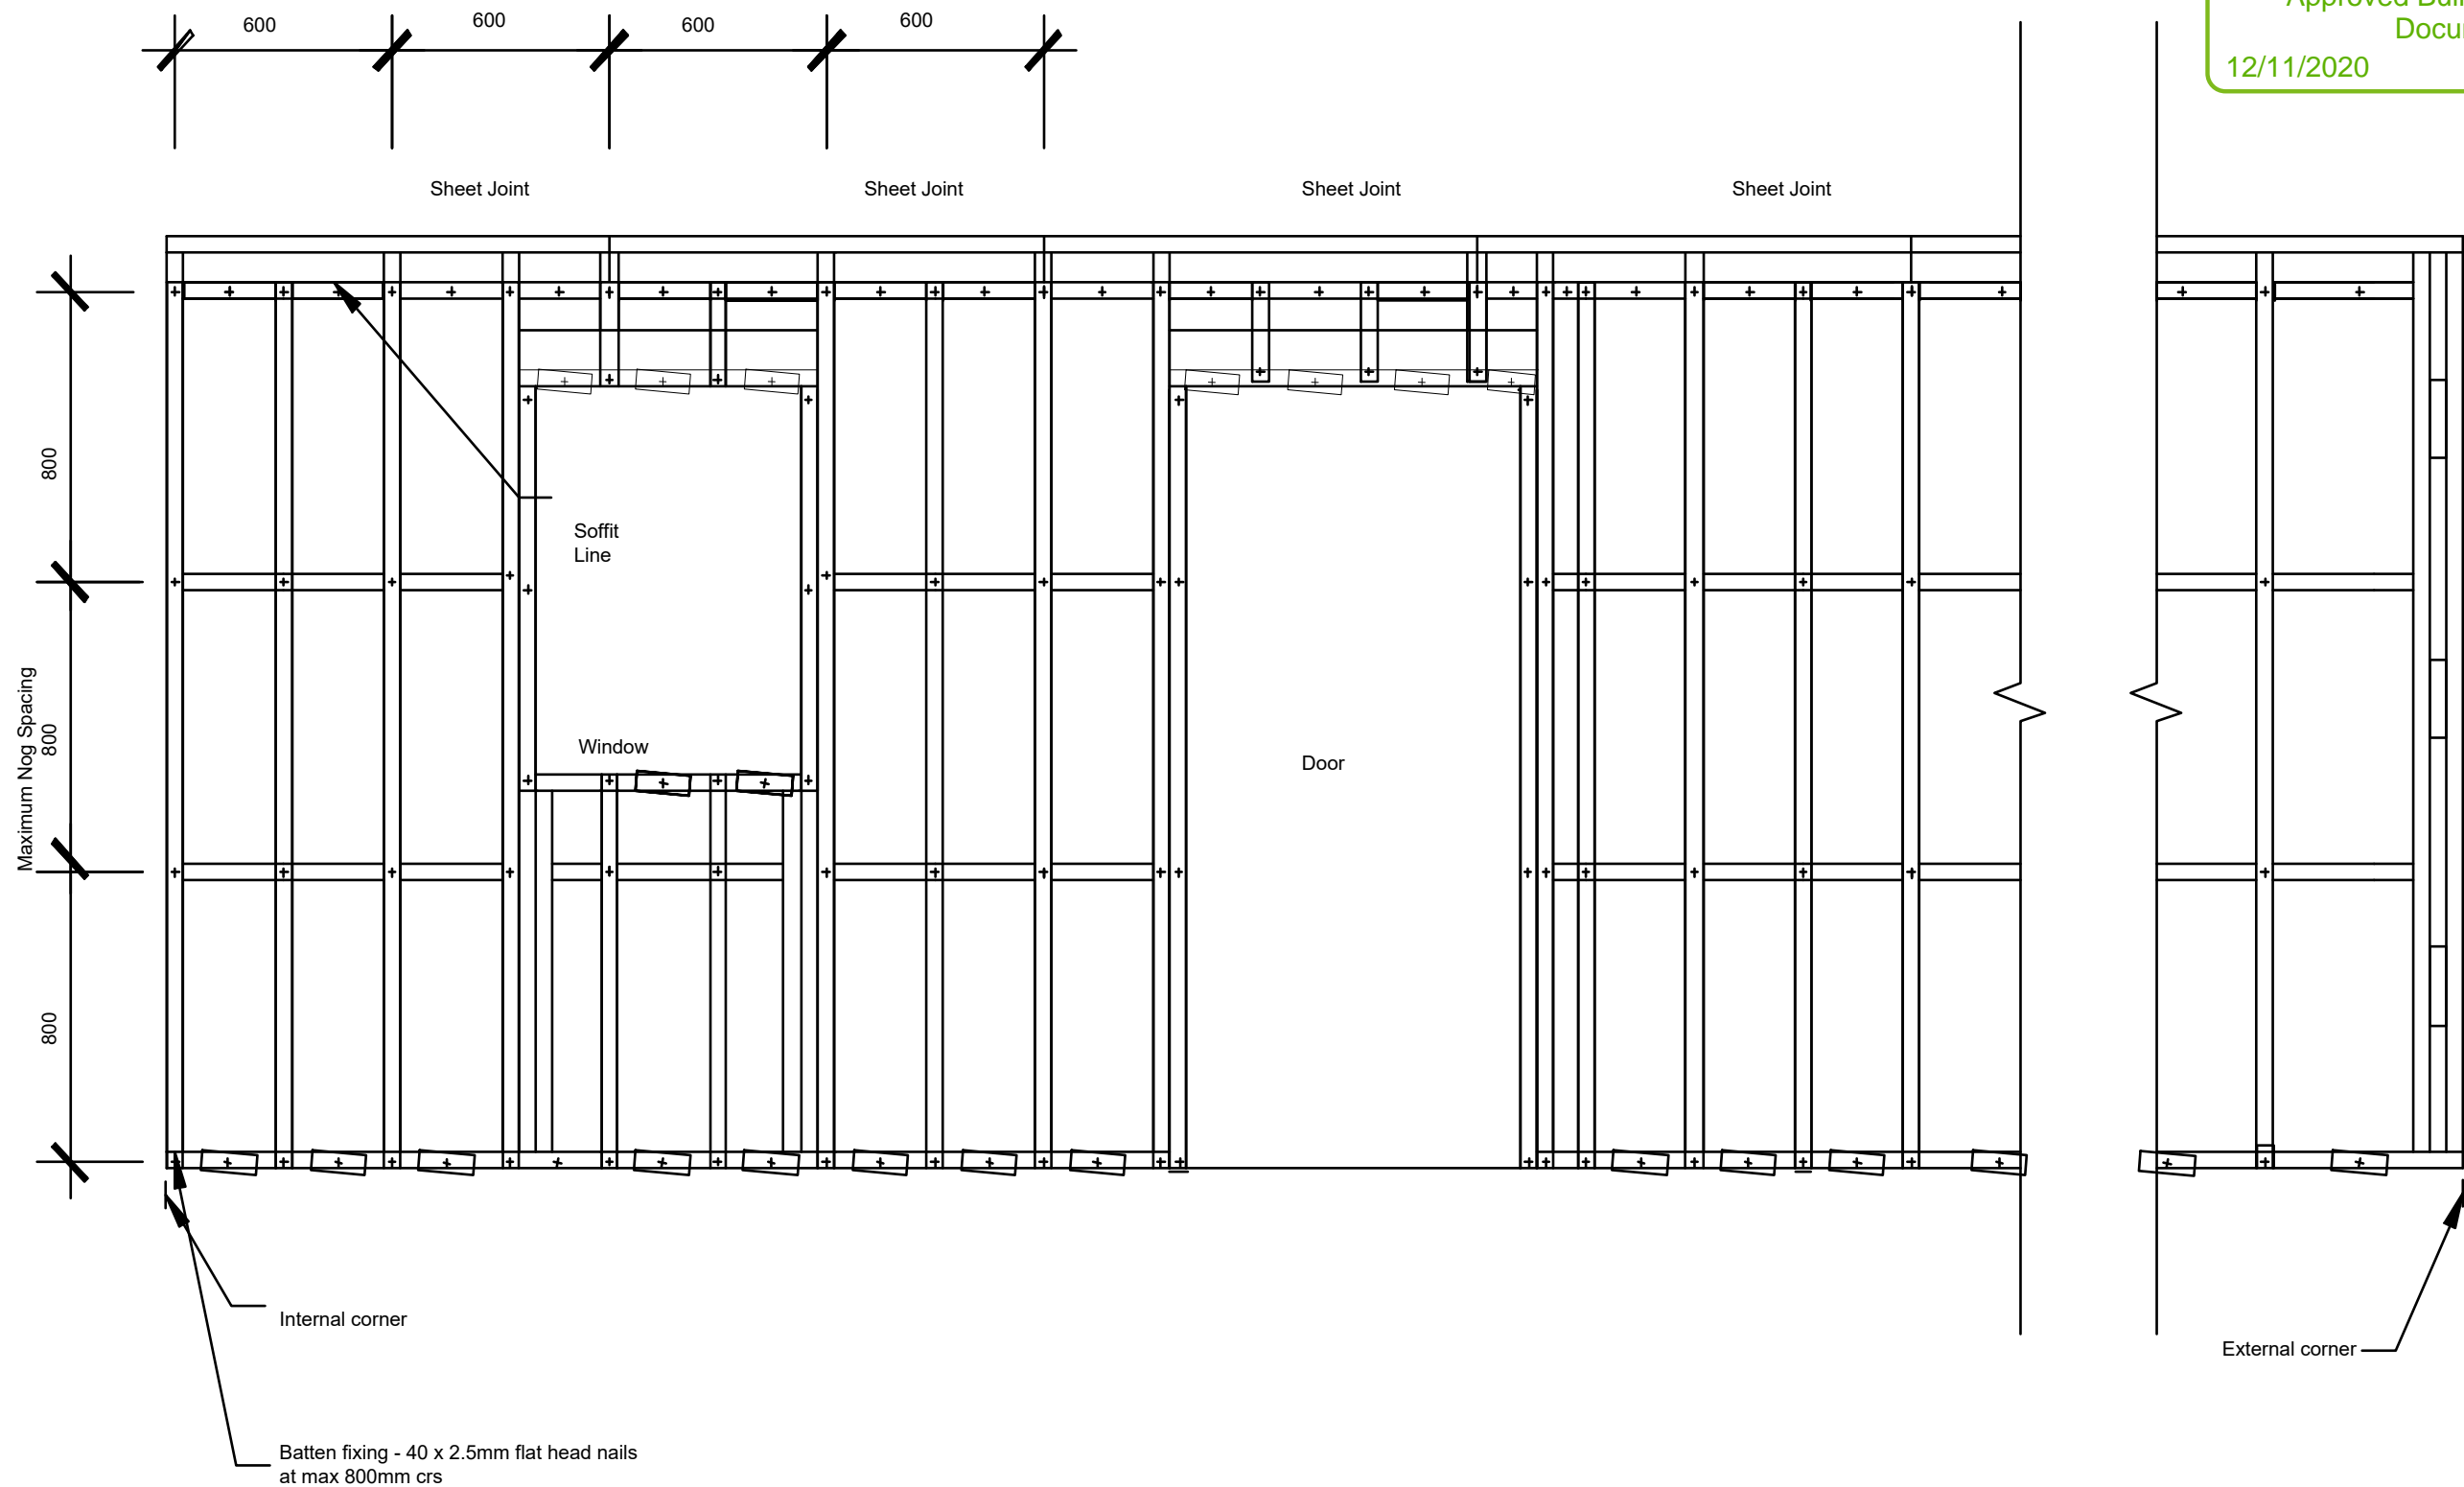 600
600
600
600
Docu
12/11/2020
Sheet Joint
Sheet Joint
Sheet Joint
Sheet Joint
Soffit
Line
800
800
800
Maximum Nog Spacing
Window
Door
Internal corner
External corner
Batten fixing - 40 x 2.5mm flat head nails
at max 800mm crs